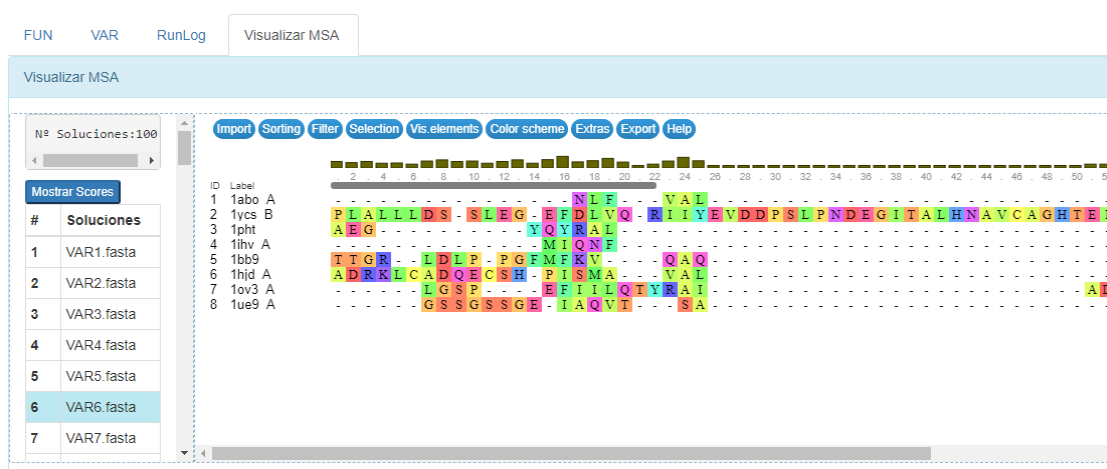 FUN VAR RunLog Visualizar MSA
Visualizar MSA
Nº Soluciones:100
Import Sorting Filter Selection Vis.elements Color scheme Extras Export Help
Mostrar Scores
# Soluciones
1 VAR1.fasta
2 VAR2.fasta
3 VAR3.fasta
4 VAR4.fasta
5 VAR5.fasta
6 VAR6.fasta
7 VAR7.fasta
ID Label . 2 . 4 . 6 . 8 . 10 . 12 . 14 . 16 . 18 . 20 . 22 . 24 . 26 . 28 . 30 . 32 . 34 . 36 . 38 . 40 . 42 . 44 . 46 . 48 . 50 .
1 1abo A - - - - - - - - - - - - - - - - N L F - - - V A L - - - - - - - - - - - - - - - - - - - - - - - - - -
2 1ycs B P L A L L L D S - S L E G - E F D L V Q - R I I Y E V D D P S L P N D E G I T A L H N A V C A G H T E
3 1pht A E G - - - - - - - - - - Y Q Y R A L - - - - - - - - - - - - - - - - - - - - - - - - - - - - - - - -
4 1ihv A - - - - - - - - - - - - - - M I Q N F - - - - - - - - - - - - - - - - - - - - - - - - - - - - - - - -
5 1bb9 T T G R - - L D L P - P G F M F K V - - - - Q A Q - - - - - - - - - - - - - - - - - - - - - - - - - -
6 1hjd A A D R K L C A D Q E C S H - P I S M A - - - V A L - - - - - - - - - - - - - - - - - - - - - - - - - -
7 1ov3 A - - - - - - L G S P - - - - E F I I L Q T Y R A I - - - - - - - - - - - - - - - - - - - - - - - - - A D
8 1ue9 A - - - - - - G S S G S S G E - I A Q V T - - - S A - - - - - - - - - - - - - - - - - - - - - - - - - -